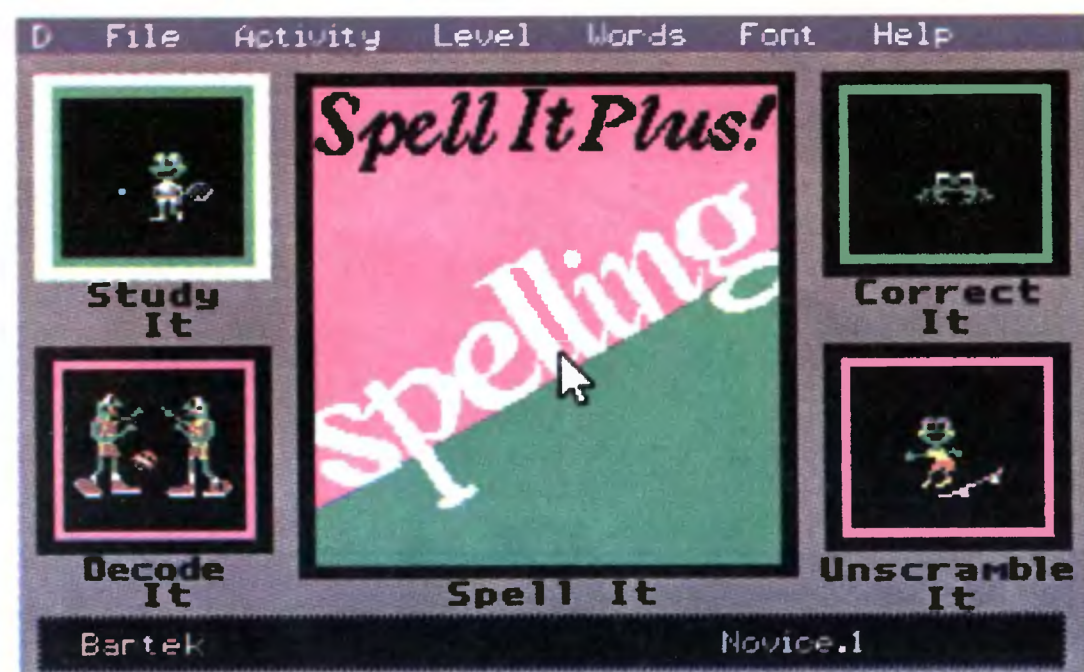 D File Activity Level Words Font Help
Spell It Plus!
spelling
Study
It
Correct
It
Decode
It
Spell It
Unscramble
It
Bartek Novice.1